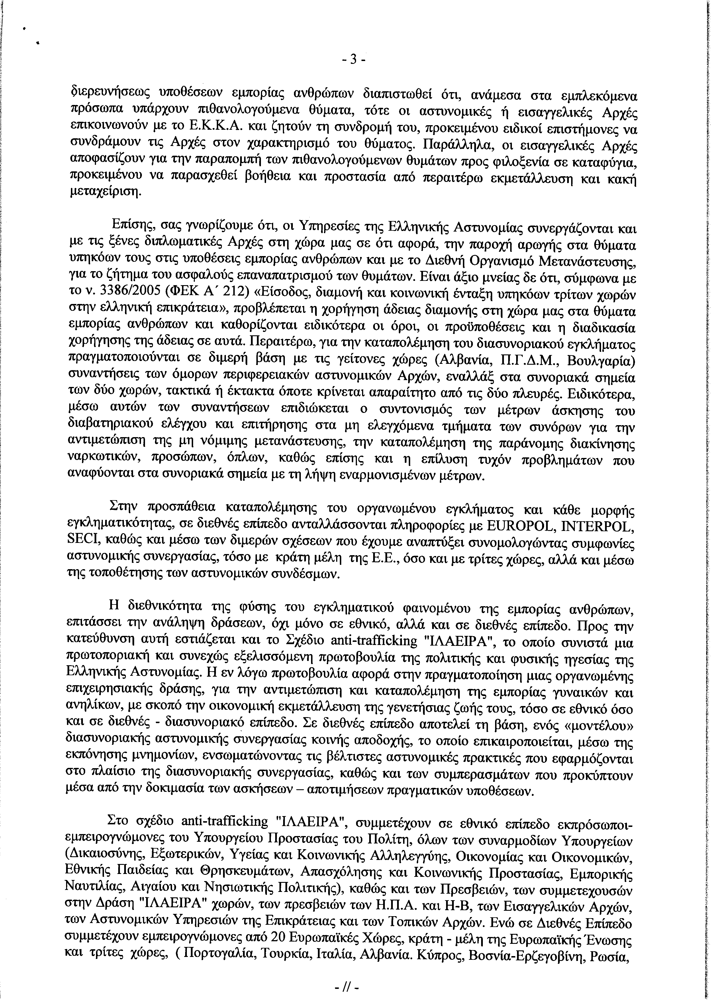 - 3 -
διερευνήσεως υποθέσεων εμπορίας ανθρώπων διαπιστωθεί ότι, ανάμεσα στα εμπλεκόμενα
πρόσωπα υπάρχουν πιθανολογούμενα θύματα, τότε οι αστυνομικές ή εισαγγελικές Αρχές
επικοινωνούν με το Ε.Κ.Κ.Α. και ζητούν τη συνδρομή του, προκειμένου ειδικοί επιστήμονες να
συνδράμουν τις Αρχές στον χαρακτηρισμό του θύματος. Παράλληλα, οι εισαγγελικές Αρχές
αποφασίζουν για την παραπομπή των πιθανολογούμενων θυμάτων προς φιλοξενία σε καταφύγια,
προκειμένου να παρασχεθεί βοήθεια και προστασία από περαιτέρω εκμετάλλευση και κακή
μεταχείριση.
Επίσης, σας γνωρίζουμε ότι, οι Υπηρεσίες της Ελληνικής Αστυνομίας συνεργάζονται και
με τις ξένες διπλωματικές Αρχές στη χώρα μας σε ότι αφορά, την παροχή αρωγής στα θύματα
υπηκόων τους στις υποθέσεις εμπορίας ανθρώπων και με το Διεθνή Οργανισμό Μετανάστευσης,
για το ζήτημα του ασφαλούς επαναπατρισμού των θυμάτων. Είναι άξιο μνείας δε ότι, σύμφωνα με
το ν. 3386/2005 (ΦΕΚ Α΄ 212) «Είσοδος, διαμονή και κοινωνική ένταξη υπηκόων τρίτων χωρών
στην ελληνική επικράτεια», προβλέπεται η χορήγηση άδειας διαμονής στη χώρα μας στα θύματα
εμπορίας ανθρώπων και καθορίζονται ειδικότερα οι όροι, οι προϋποθέσεις και η διαδικασία
χορήγησης της άδειας σε αυτά. Περαιτέρω, για την καταπολέμηση του διασυνοριακού εγκλήματος
πραγματοποιούνται σε διμερή βάση με τις γείτονες χώρες (Αλβανία, Π.Γ.Δ.Μ., Βουλγαρία)
συναντήσεις των όμορων περιφερειακών αστυνομικών Αρχών, εναλλάξ στα συνοριακά σημεία
των δύο χωρών, τακτικά ή έκτακτα όποτε κρίνεται απαραίτητο από τις δύο πλευρές. Ειδικότερα,
μέσω αυτών των συναντήσεων επιδιώκεται ο συντονισμός των μέτρων άσκησης του
διαβατηριακού ελέγχου και επιτήρησης στα μη ελεγχόμενα τμήματα των συνόρων για την
αντιμετώπιση της μη νόμιμης μετανάστευσης, την καταπολέμηση της παράνομης διακίνησης
ναρκωτικών, προσώπων, όπλων, καθώς επίσης και η επίλυση τυχόν προβλημάτων που
αναφύονται στα συνοριακά σημεία με τη λήψη εναρμονισμένων μέτρων.
Στην προσπάθεια καταπολέμησης του οργανωμένου εγκλήματος και κάθε μορφής
εγκληματικότητας, σε διεθνές επίπεδο ανταλλάσσονται πληροφορίες με EUROPOL, INTERPOL,
SECI, καθώς και μέσω των διμερών σχέσεων που έχουμε αναπτύξει συνομολογώντας συμφωνίες
αστυνομικής συνεργασίας, τόσο με κράτη μέλη της Ε.Ε., όσο και με τρίτες χώρες, αλλά και μέσω
της τοποθέτησης των αστυνομικών συνδέσμων.
Η διεθνικότητα της φύσης του εγκληματικού φαινομένου της εμπορίας ανθρώπων,
επιτάσσει την ανάληψη δράσεων, όχι μόνο σε εθνικό, αλλά και σε διεθνές επίπεδο. Προς την
κατεύθυνση αυτή εστιάζεται και το Σχέδιο anti-trafficking "ΙΛΑΕΙΡΑ", το οποίο συνιστά μια
πρωτοποριακή και συνεχώς εξελισσόμενη πρωτοβουλία της πολιτικής και φυσικής ηγεσίας της
Ελληνικής Αστυνομίας. Η εν λόγω πρωτοβουλία αφορά στην πραγματοποίηση μιας οργανωμένης
επιχειρησιακής δράσης, για την αντιμετώπιση και καταπολέμηση της εμπορίας γυναικών και
ανηλίκων, με σκοπό την οικονομική εκμετάλλευση της γενετήσιας ζωής τους, τόσο σε εθνικό όσο
και σε διεθνές - διασυνοριακό επίπεδο. Σε διεθνές επίπεδο αποτελεί τη βάση, ενός «μοντέλου»
διασυνοριακής αστυνομικής συνεργασίας κοινής αποδοχής, το οποίο επικαιροποιείται, μέσω της
εκπόνησης μνημονίων, ενσωματώνοντας τις βέλτιστες αστυνομικές πρακτικές που εφαρμόζονται
στο πλαίσιο της διασυνοριακής συνεργασίας, καθώς και των συμπερασμάτων που προκύπτουν
μέσα από την δοκιμασία των ασκήσεων – αποτιμήσεων πραγματικών υποθέσεων.
Στο σχέδιο anti-trafficking "ΙΛΑΕΙΡΑ", συμμετέχουν σε εθνικό επίπεδο εκπρόσωποι-
εμπειρογνώμονες του Υπουργείου Προστασίας του Πολίτη, όλων των συναρμοδίων Υπουργείων
(Δικαιοσύνης, Εξωτερικών, Υγείας και Κοινωνικής Αλληλεγγύης, Οικονομίας και Οικονομικών,
Εθνικής Παιδείας και Θρησκευμάτων, Απασχόλησης και Κοινωνικής Προστασίας, Εμπορικής
Ναυτιλίας, Αιγαίου και Νησιωτικής Πολιτικής), καθώς και των Πρεσβειών, των συμμετεχουσών
στην Δράση "ΙΛΑΕΙΡΑ" χωρών, των πρεσβειών των Η.Π.Α. και Η-Β, των Εισαγγελικών Αρχών,
των Αστυνομικών Υπηρεσιών της Επικράτειας και των Τοπικών Αρχών. Ενώ σε Διεθνές Επίπεδο
συμμετέχουν εμπειρογνώμονες από 20 Ευρωπαϊκές Χώρες, κράτη - μέλη της Ευρωπαϊκής Ένωσης
και τρίτες χώρες, ( Πορτογαλία, Τουρκία, Ιταλία, Αλβανία. Κύπρος, Βοσνία-Ερζεγοβίνη, Ρωσία,
- // -